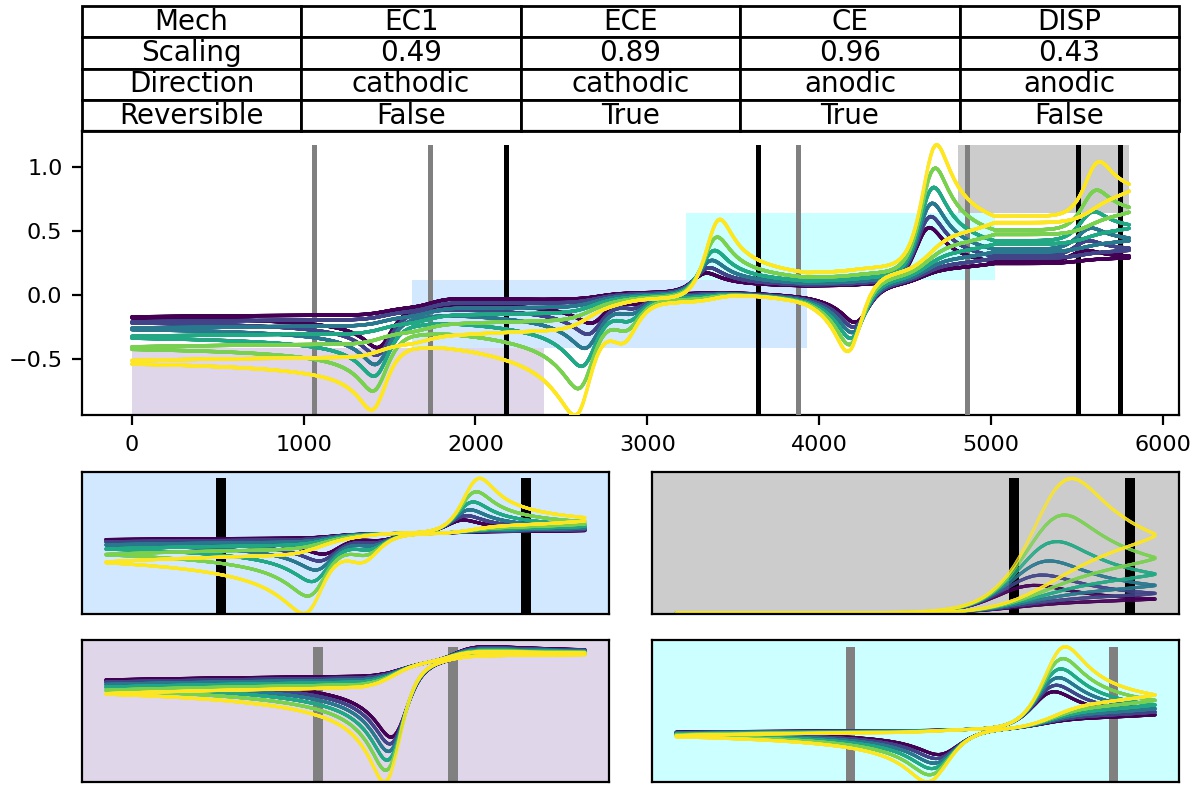 Mech EC1 ECE CE DISP
Scaling 0.49 0.89 0.96 0.43
Direction cathodic cathodic anodic anodic
Reversible False True True False
1.0
0.5
0.0
−0.5
0 1000 2000 3000 4000 5000 6000